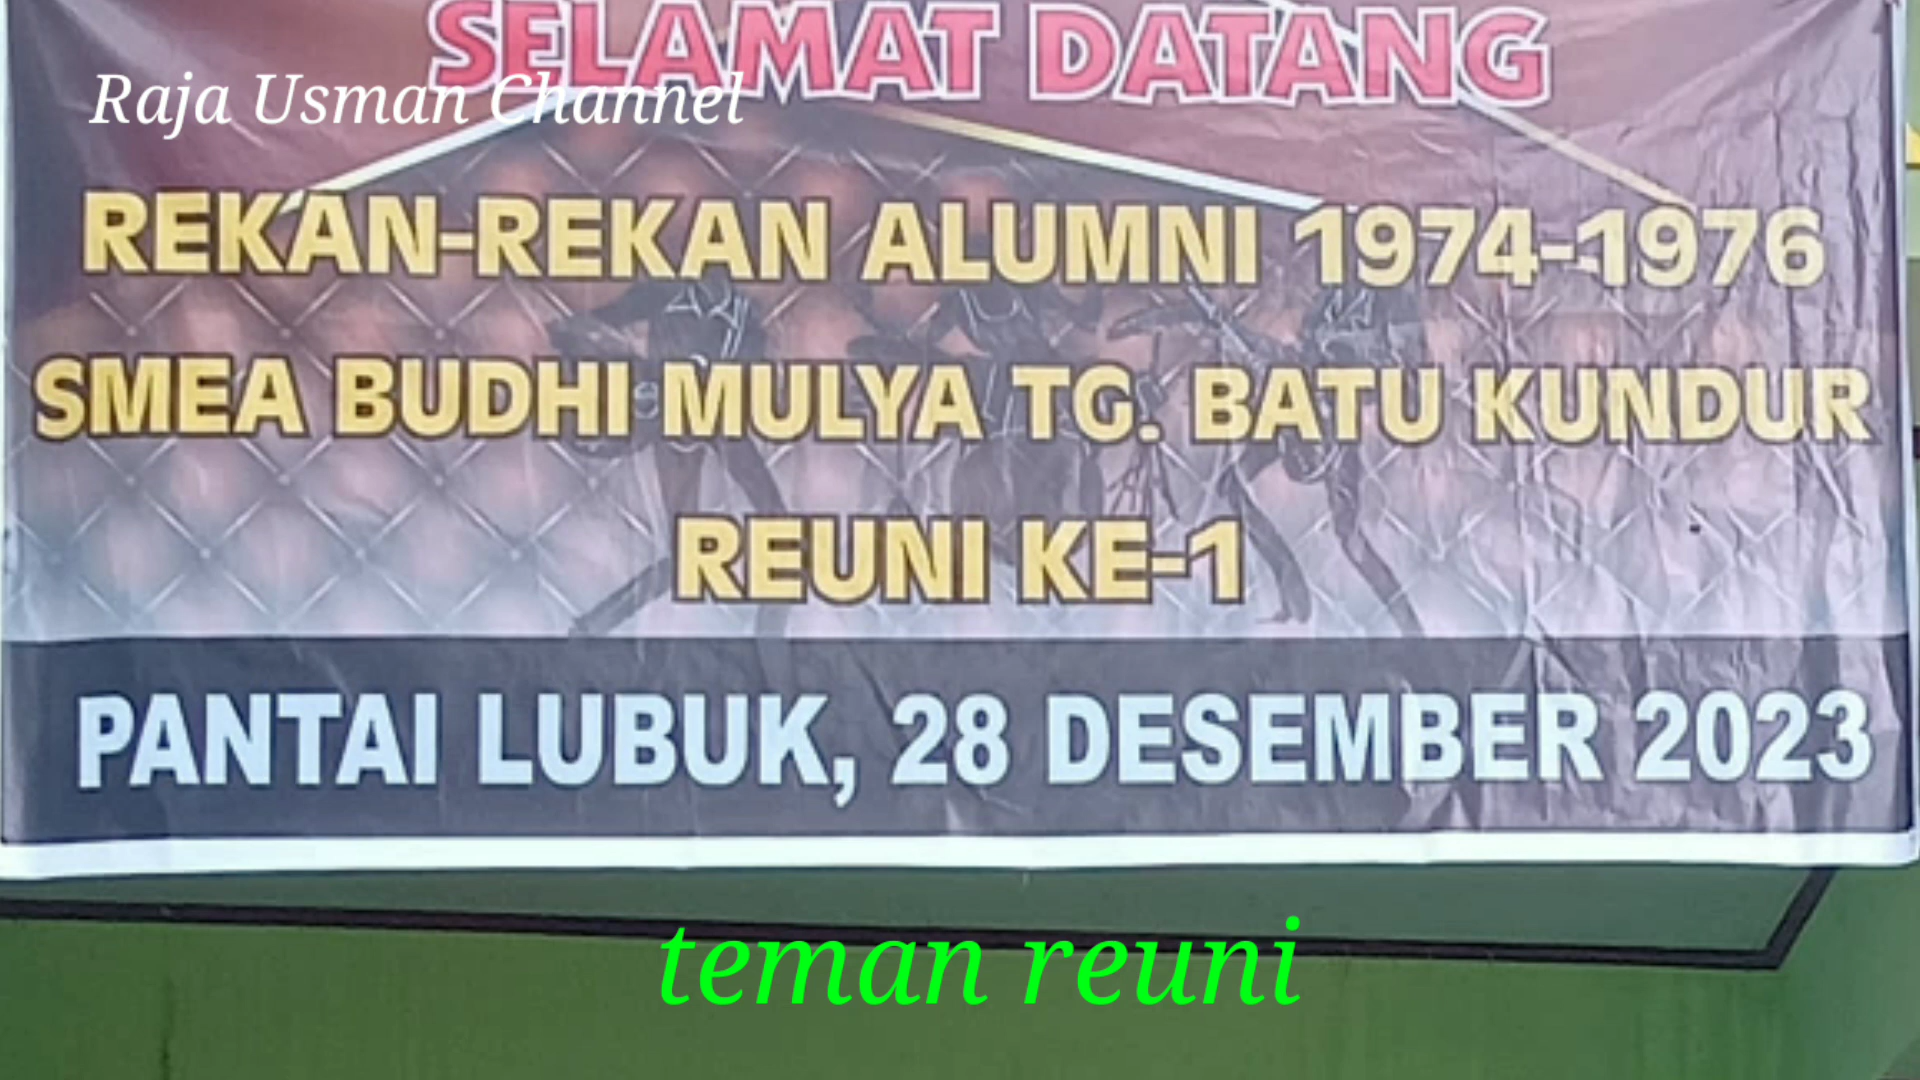 SELAMAT DATANG
Raja Usman Channel
REKAN-REKAN ALUMNI 1974-1976
SMEA BUDHI MULYA TG. BATU KUNDUR
REUNI KE-1
PANTAI LUBUK, 28 DESEMBER 2023
teman reuni